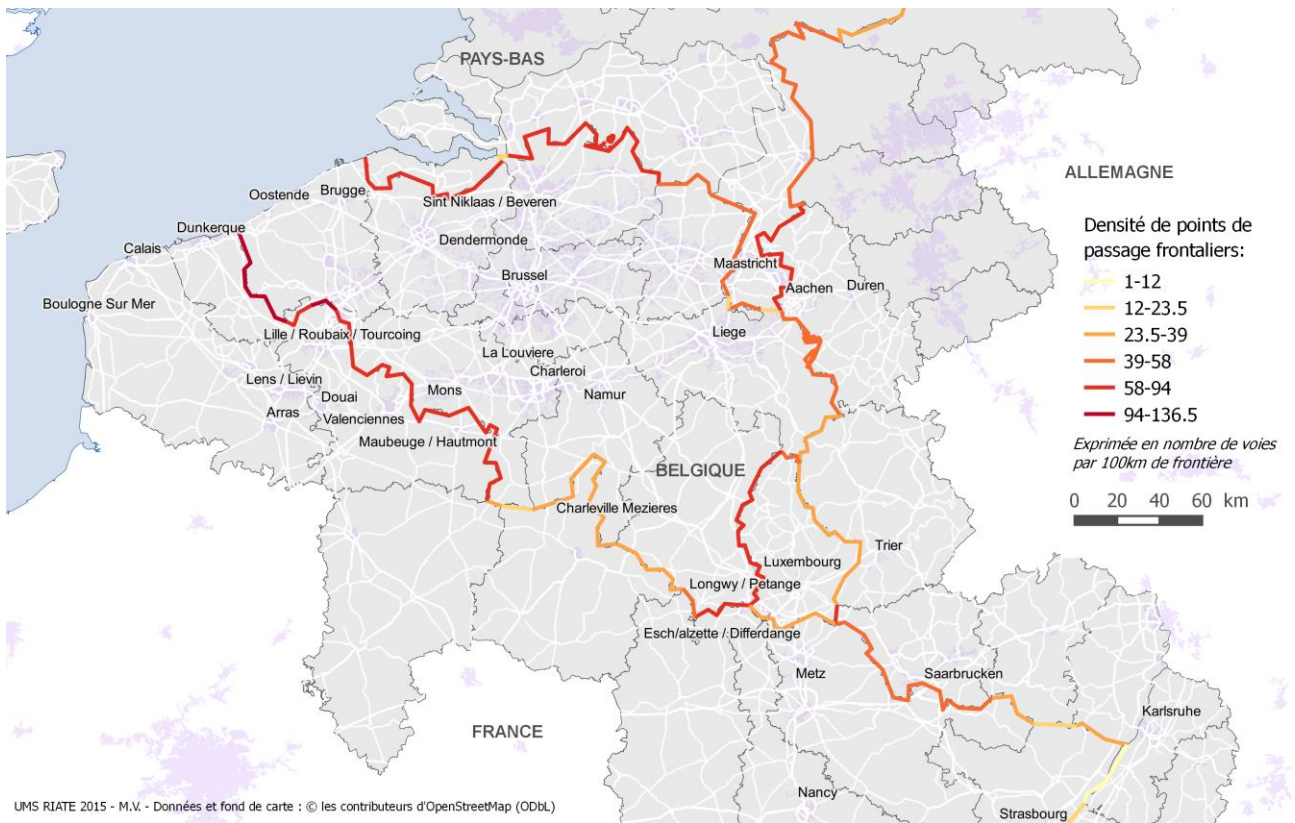 PAYS-BAS
ALLEMAGNE
Oostende
Brugge
Sint Niklaas / Beveren
Dunkerque
Calais
Dendermonde
Boulogne Sur Mer
Brussel
Maastricht
Aachen
Duren
Lille / Roubaix / Tourcoing
Liege
La Louviere
Charleroi
Lens / Lievin
Douai
Mons
Namur
Arras
Valenciennes
Maubeuge / Hautmont
BELGIQUE
Charleville Mezieres
Luxembourg
Trier
Longwy / Petange
Esch/alzette / Differdange
Metz
Saarbrucken
Karlsruhe
FRANCE
Nancy
Strasbourg
Densité de points de
passage frontaliers:
1-12
12-23.5
23.5-39
39-58
58-94
94-136.5
Exprimée en nombre de voies
par 100km de frontière
0 20 40 60 km
UMS RIATE 2015 - M.V. - Données et fond de carte : © les contributeurs d'OpenStreetMap (ODbL)